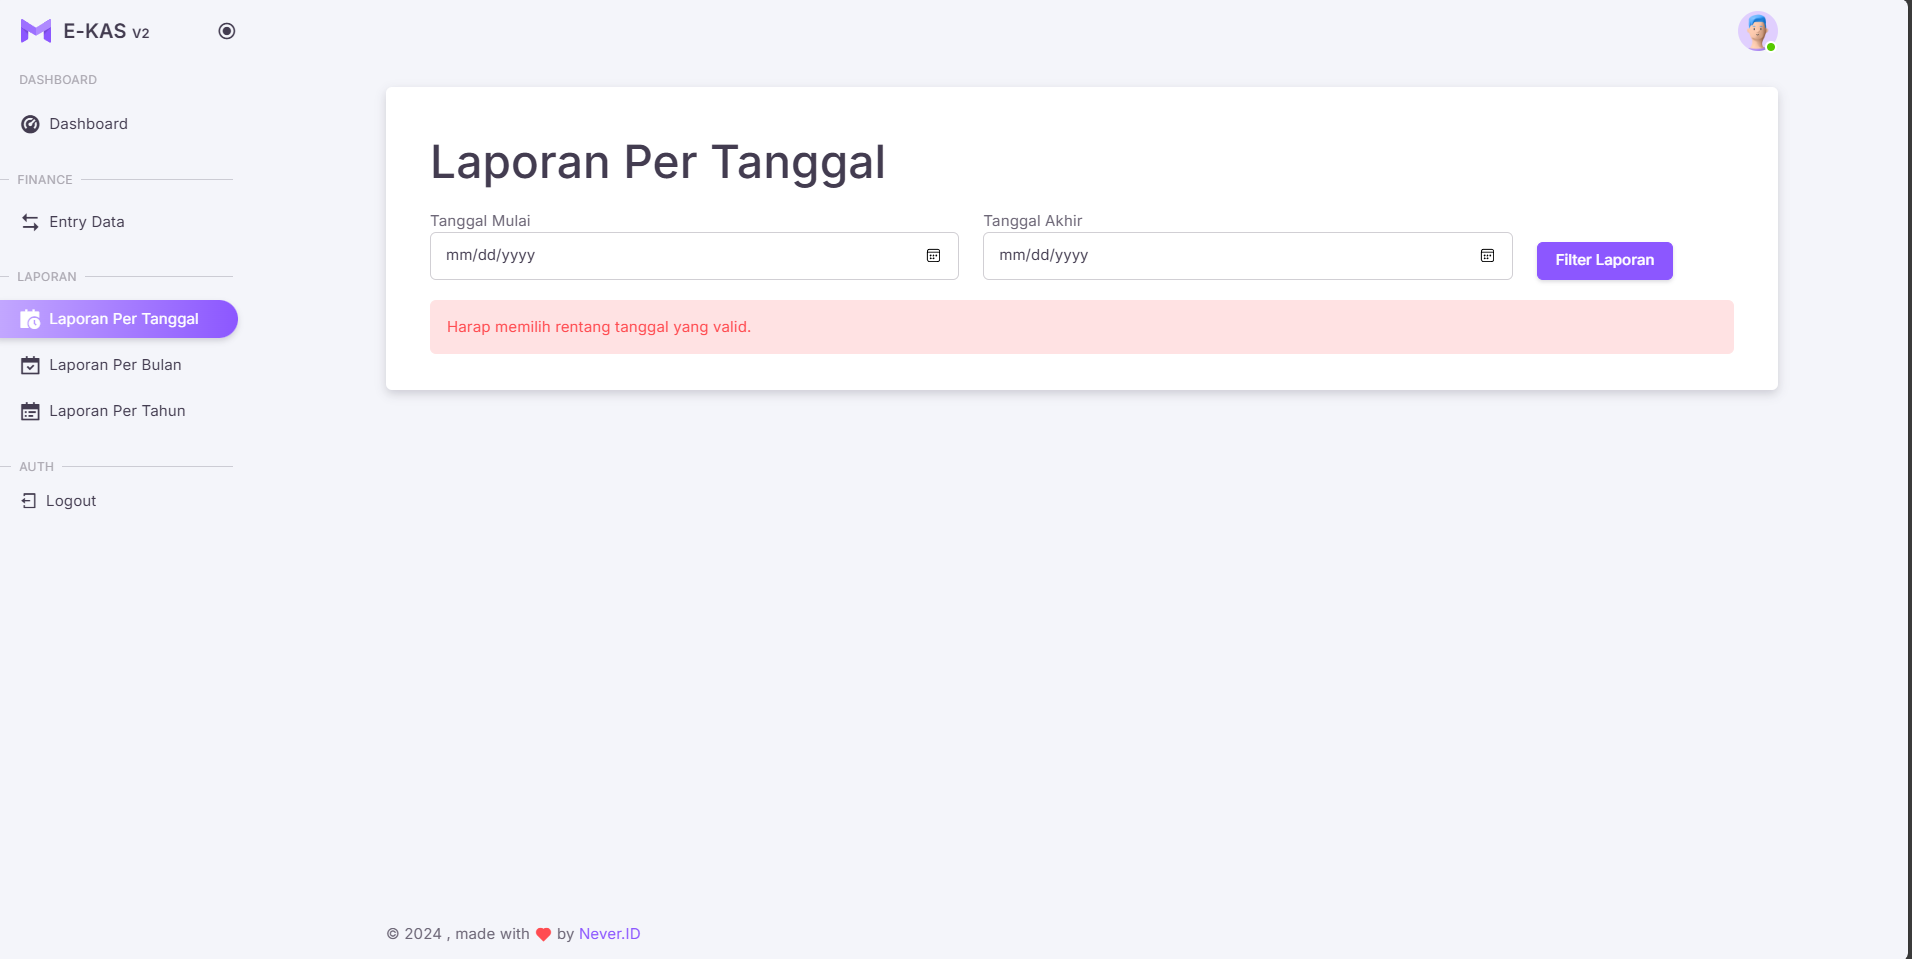 E-KAS V2
DASHBOARD
Dashboard
FINANCE
Entry Data
LAPORAN
Laporan Per Tanggal
Laporan Per Bulan
Laporan Per Tahun
AUTH
Logout
Laporan Per Tanggal
Tanggal Mulai
mm/dd/yyyy
Tanggal Akhir
mm/dd/yyyy
Filter Laporan
Harap memilih rentang tanggal yang valid.
© 2024 , made with ❤ by Never.ID